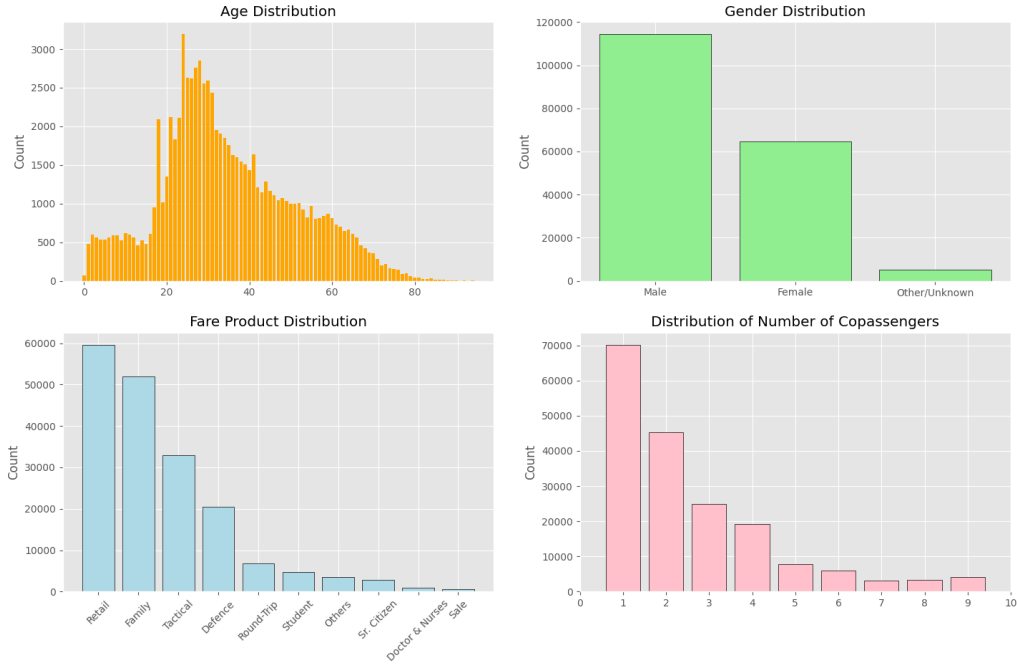 Age Distribution
Count
3000
2500
2000
1500
1000
500
0
0 20 40 60 80
Gender Distribution
Count
120000
100000
80000
60000
40000
20000
0
Male Female Other/Unknown
Fare Product Distribution
Count
60000
50000
40000
30000
20000
10000
0
Retail Family Tactical Defence Round-Trip Student Others Sr. Citizen Doctor & Nurses Sale
Distribution of Number of Copassengers
Count
70000
60000
50000
40000
30000
20000
10000
0
0 1 2 3 4 5 6 7 8 9 10